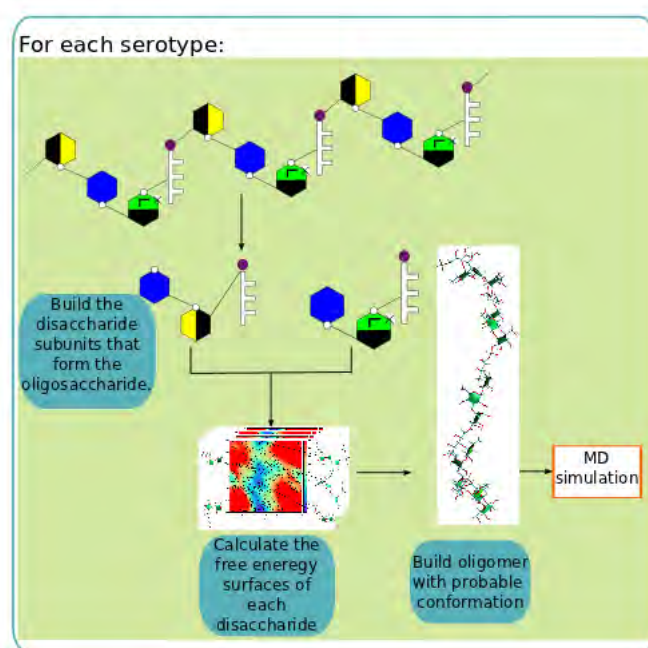 For each serotype:
Build the
disaccharide
subunits that
form the
oligosaccharide.
Calculate the
free eneregy
surfaces of
each
disaccharide
Build oligomer
with probable
conformation
MD
simulation